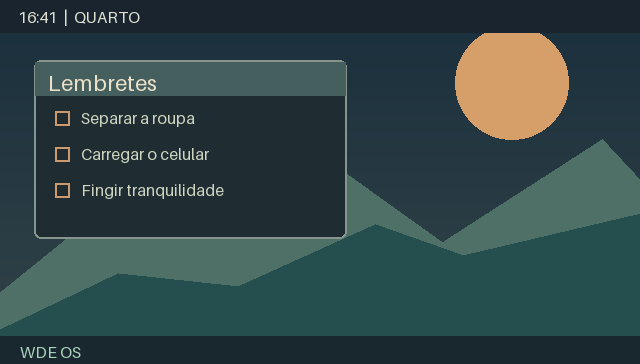 16:41 | QUARTO
Lembretes
Separar a roupa
Carregar o celular
Fingir tranquilidade
WDE OS